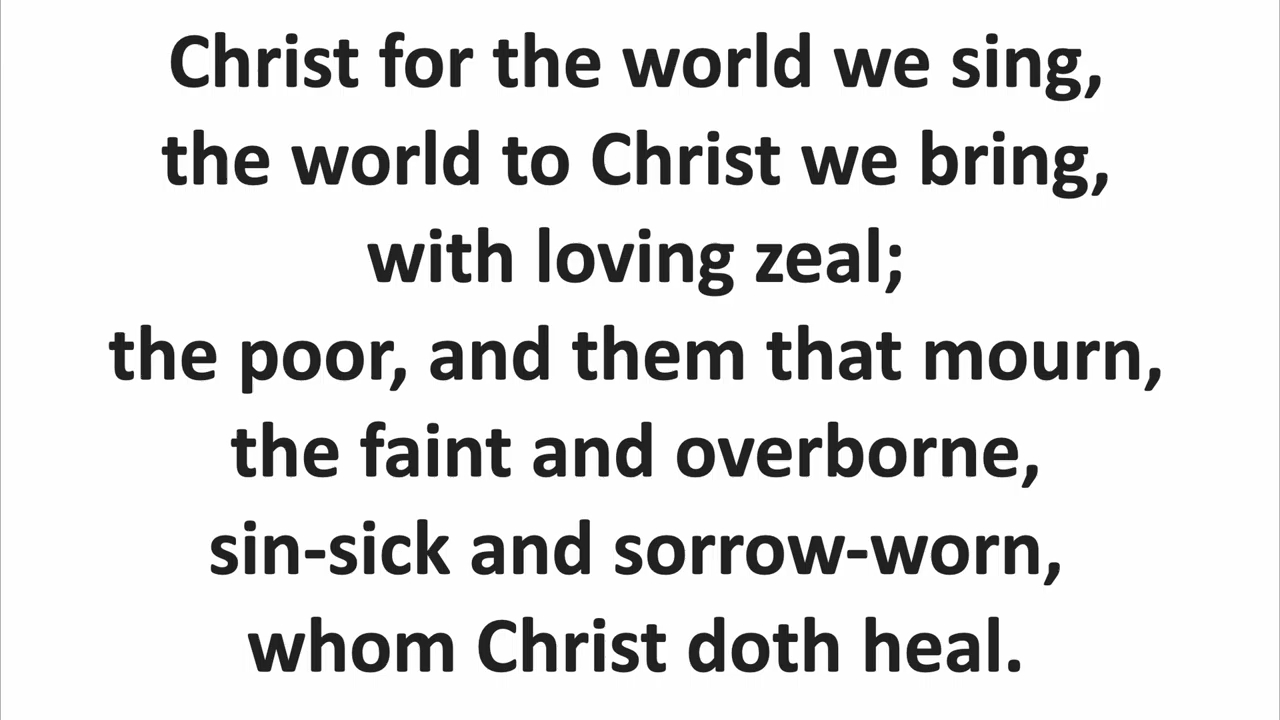 Christ for the world we sing,
the world to Christ we bring,
with loving zeal;
the poor, and them that mourn,
the faint and overborne,
sin-sick and sorrow-worn,
whom Christ doth heal.